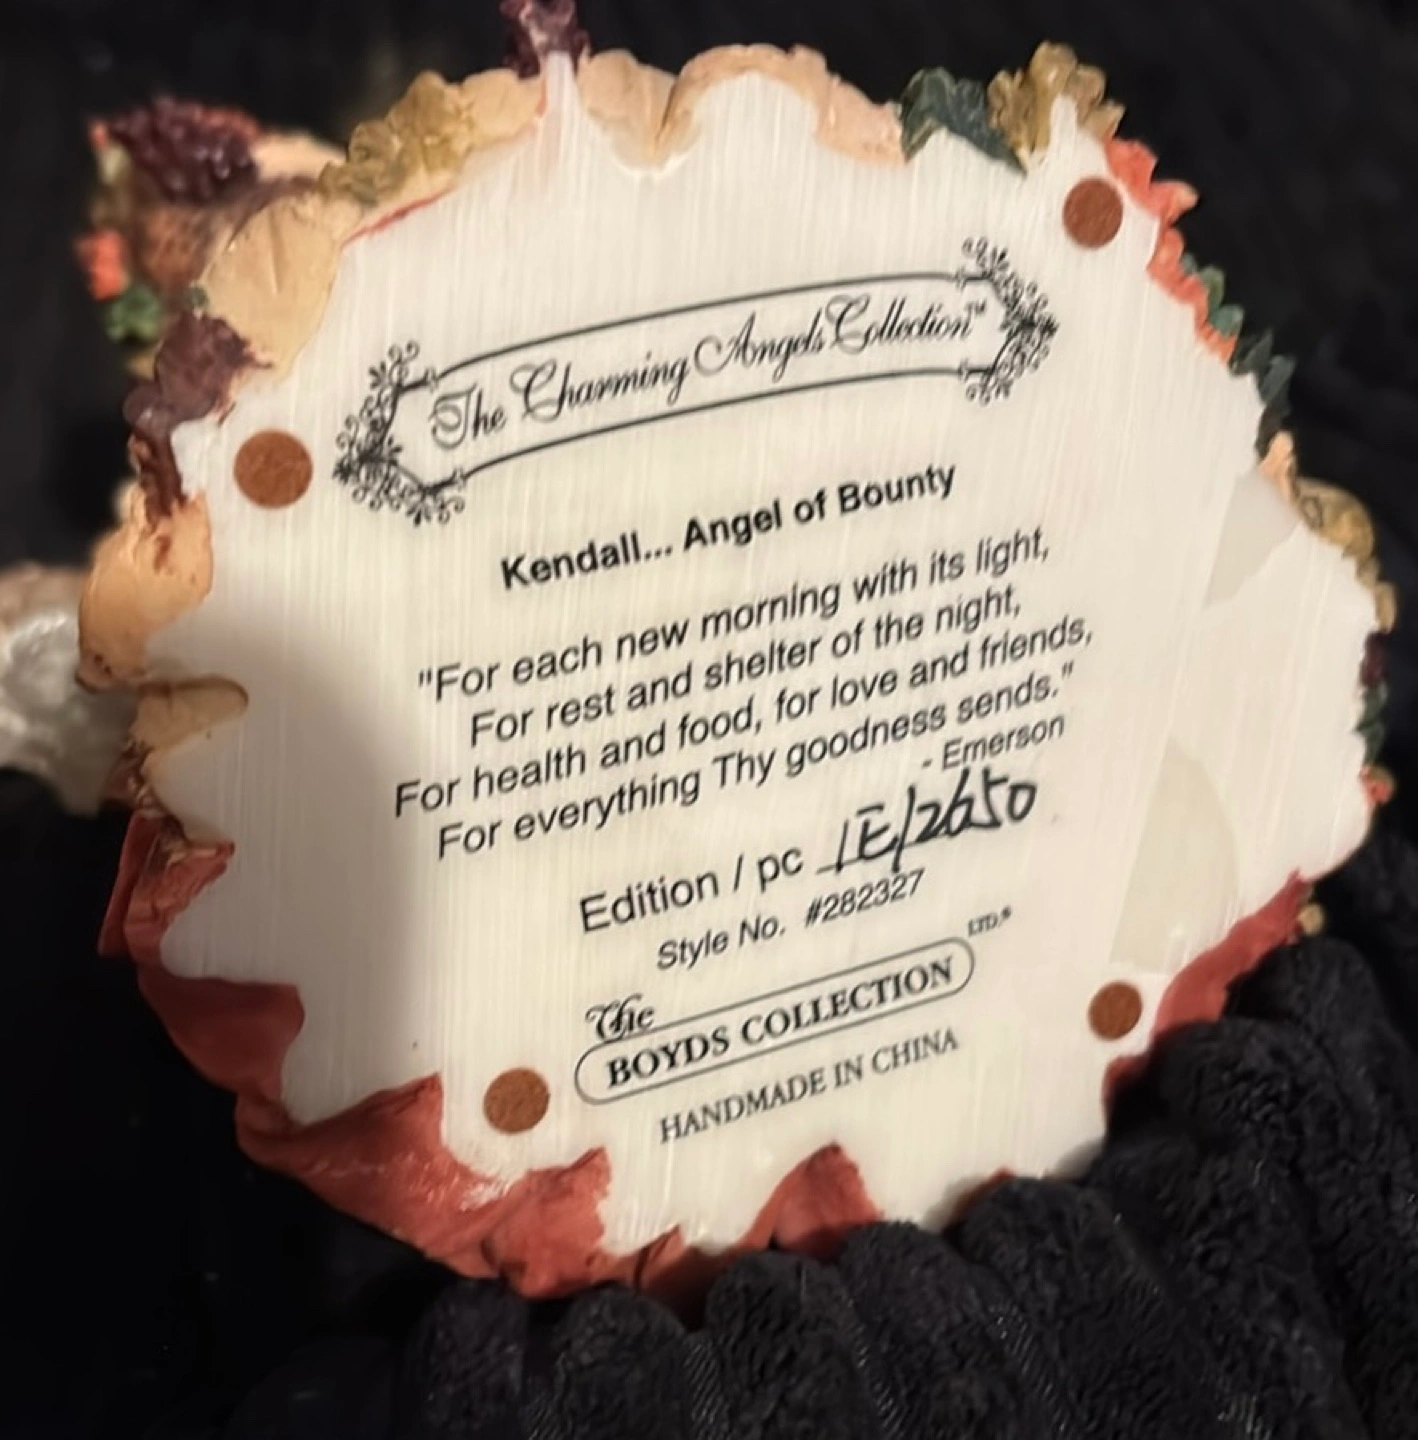 The Charming Angels Collection™
Kendall... Angel of Bounty
"For each new morning with its light,
For rest and shelter of the night,
For health and food, for love and friends,
For everything Thy goodness sends."
- Emerson
Edition / pc 1E/2650
Style No. #282327
The
BOYDS COLLECTION LTD.®
HANDMADE IN CHINA